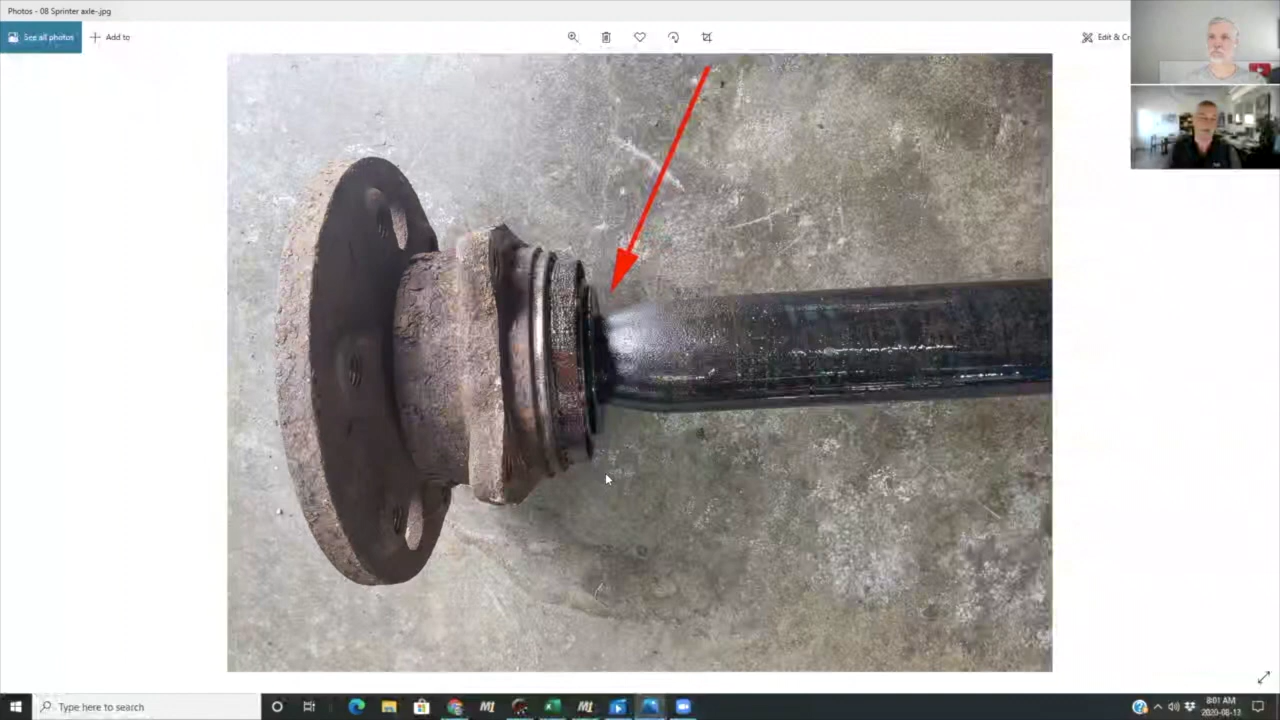 Photos - 08 Sprinter axle-.jpg
See all photos
Add to
Edit & Cr
Type here to search
8:01 AM
2020-08-13